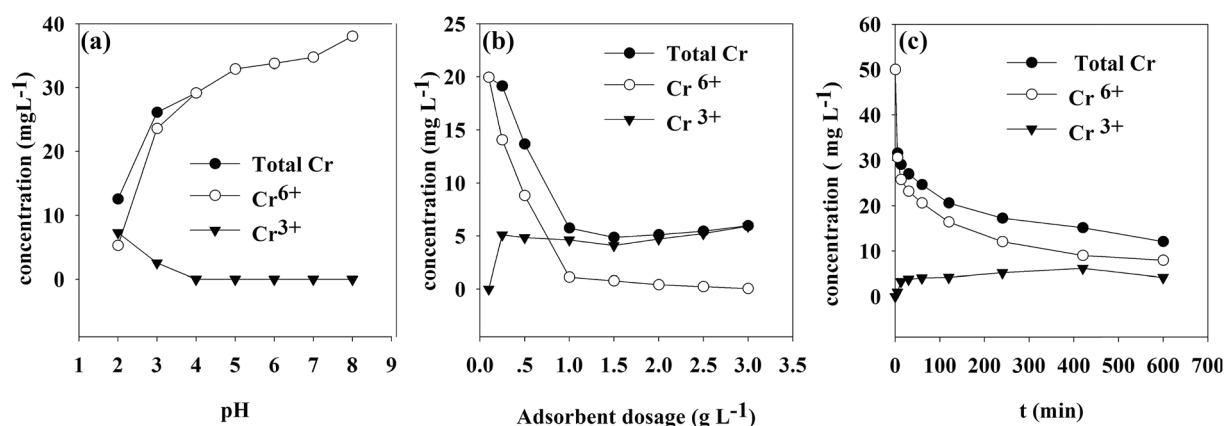 (a)
concentration (mgL-1)
40
30
20
10
0
Total Cr
Cr6+
Cr3+
1 2 3 4 5 6 7 8 9
pH
(b)
concentration (mg L-1)
25
20
15
10
5
0
Total Cr
Cr 6+
Cr 3+
0.0 0.5 1.0 1.5 2.0 2.5 3.0 3.5
Adsorbent dosage (g L-1)
(c)
concentration ( mg L-1)
60
50
40
30
20
10
0
Total Cr
Cr 6+
Cr 3+
0 100 200 300 400 500 600 700
t (min)